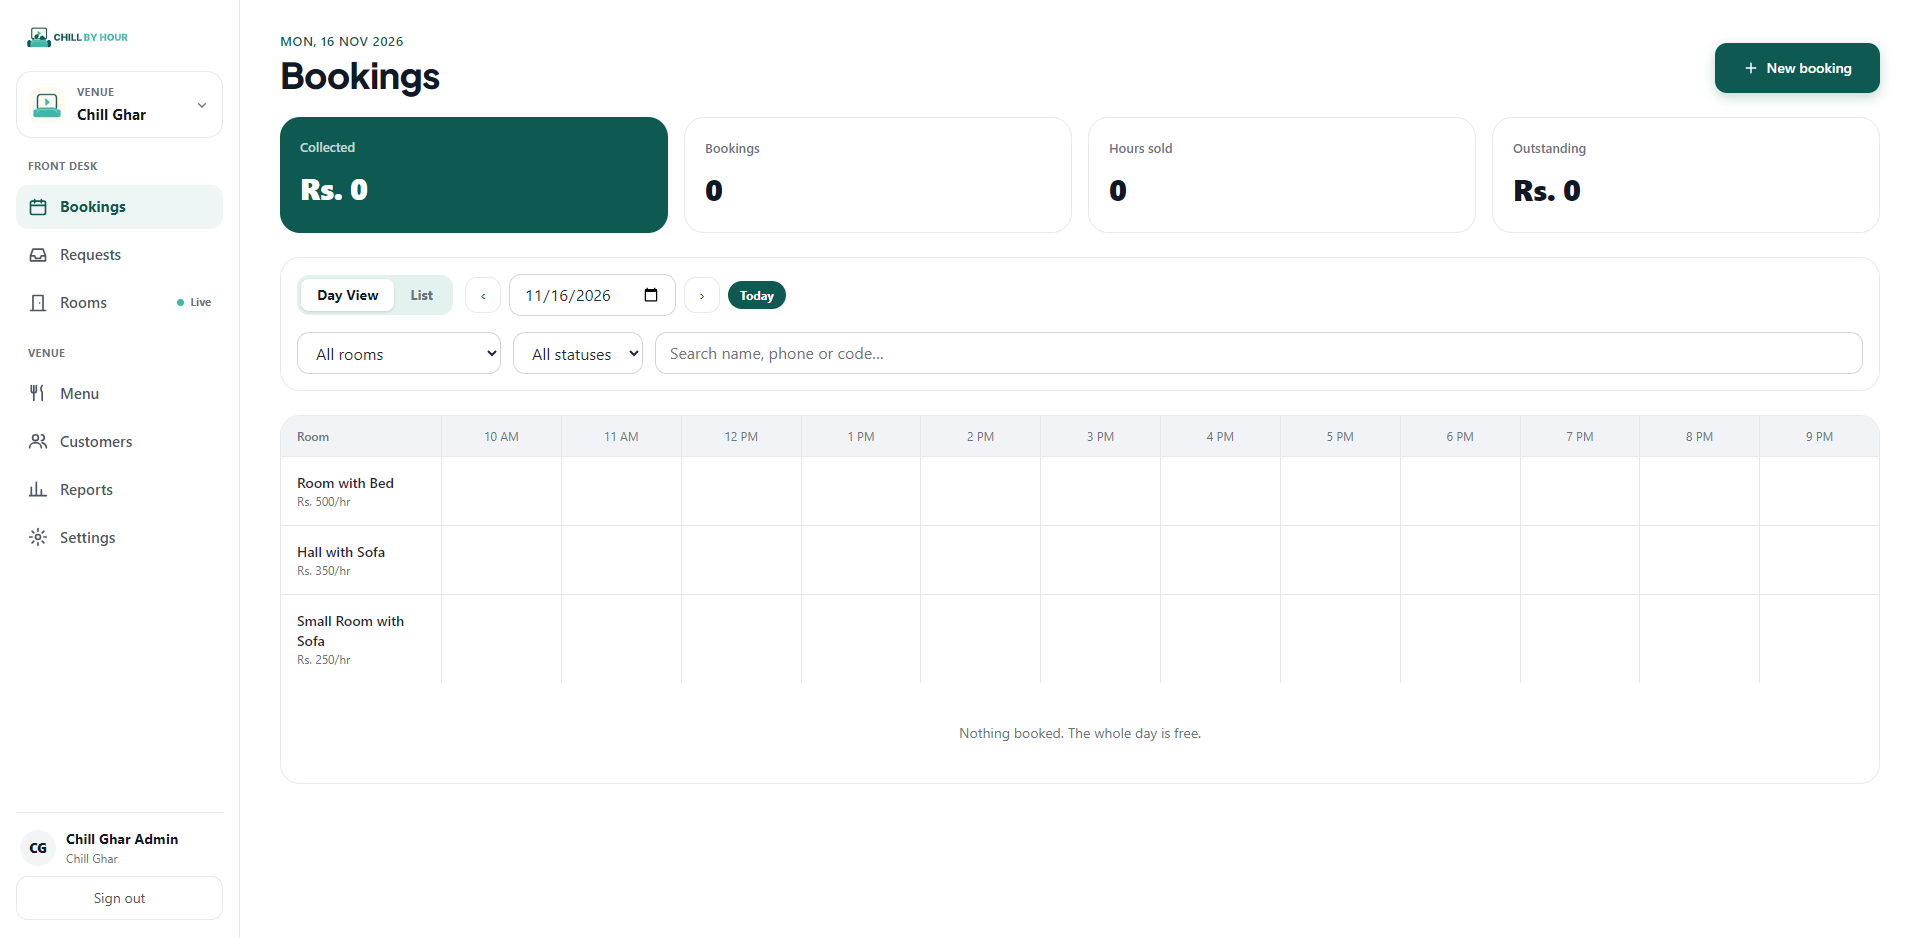 CHILL BY HOUR
VENUE
Chill Ghar
FRONT DESK
Bookings
Requests
Rooms
Live
VENUE
Menu
Customers
Reports
Settings
CG
Chill Ghar Admin
Chill Ghar
Sign out
MON, 16 NOV 2026
Bookings
+ New booking
Collected
Rs. 0
Bookings
0
Hours sold
0
Outstanding
Rs. 0
Day View
List
‹
11/16/2026
›
Today
All rooms
All statuses
Search name, phone or code...
Room 10 AM 11 AM 12 PM 1 PM 2 PM 3 PM 4 PM 5 PM 6 PM 7 PM 8 PM 9 PM
Room with Bed
Rs. 500/hr
Hall with Sofa
Rs. 350/hr
Small Room with
Sofa
Rs. 250/hr
Nothing booked. The whole day is free.